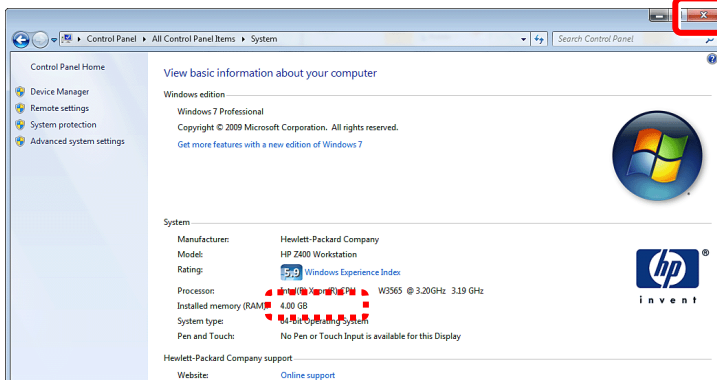 Control Panel ▸ All Control Panel Items ▸ System
Search Control Panel
Control Panel Home
Device Manager
Remote settings
System protection
Advanced system settings
View basic information about your computer
Windows edition
Windows 7 Professional
Copyright © 2009 Microsoft Corporation. All rights reserved.
Get more features with a new edition of Windows 7
System
Manufacturer: Hewlett-Packard Company
Model: HP Z400 Workstation
Rating: 5.9 Windows Experience Index
Processor: Intel(R) Xeon(R) CPU W3565 @ 3.20GHz 3.19 GHz
Installed memory (RAM): 4.00 GB
System type: 64-bit Operating System
Pen and Touch: No Pen or Touch Input is available for this Display
hp ®
invent
Hewlett-Packard Company support
Website: Online support